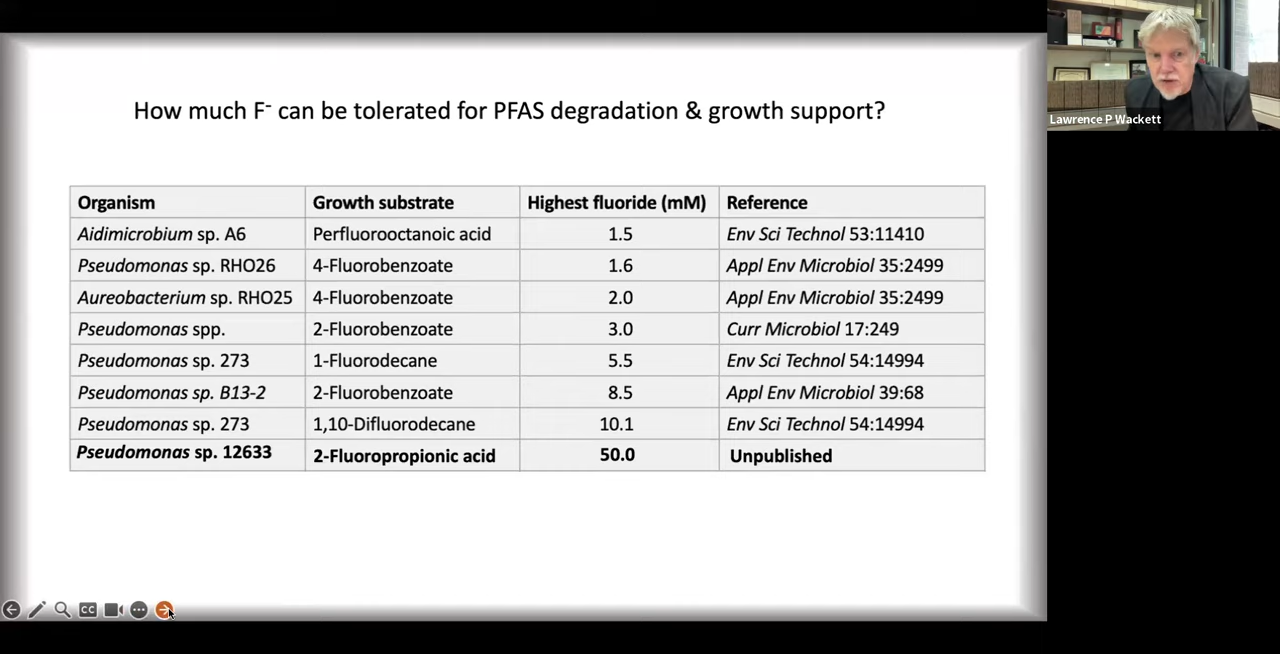 How much F⁻ can be tolerated for PFAS degradation & growth support?
Organism Growth substrate Highest fluoride (mM) Reference
Aidimicrobium sp. A6 Perfluorooctanoic acid 1.5 Env Sci Technol 53:11410
Pseudomonas sp. RHO26 4-Fluorobenzoate 1.6 Appl Env Microbiol 35:2499
Aureobacterium sp. RHO25 4-Fluorobenzoate 2.0 Appl Env Microbiol 35:2499
Pseudomonas spp. 2-Fluorobenzoate 3.0 Curr Microbiol 17:249
Pseudomonas sp. 273 1-Fluorodecane 5.5 Env Sci Technol 54:14994
Pseudomonas sp. B13-2 2-Fluorobenzoate 8.5 Appl Env Microbiol 39:68
Pseudomonas sp. 273 1,10-Difluorodecane 10.1 Env Sci Technol 54:14994
Pseudomonas sp. 12633 2-Fluoropropionic acid 50.0 Unpublished
Lawrence P Wackett
CC